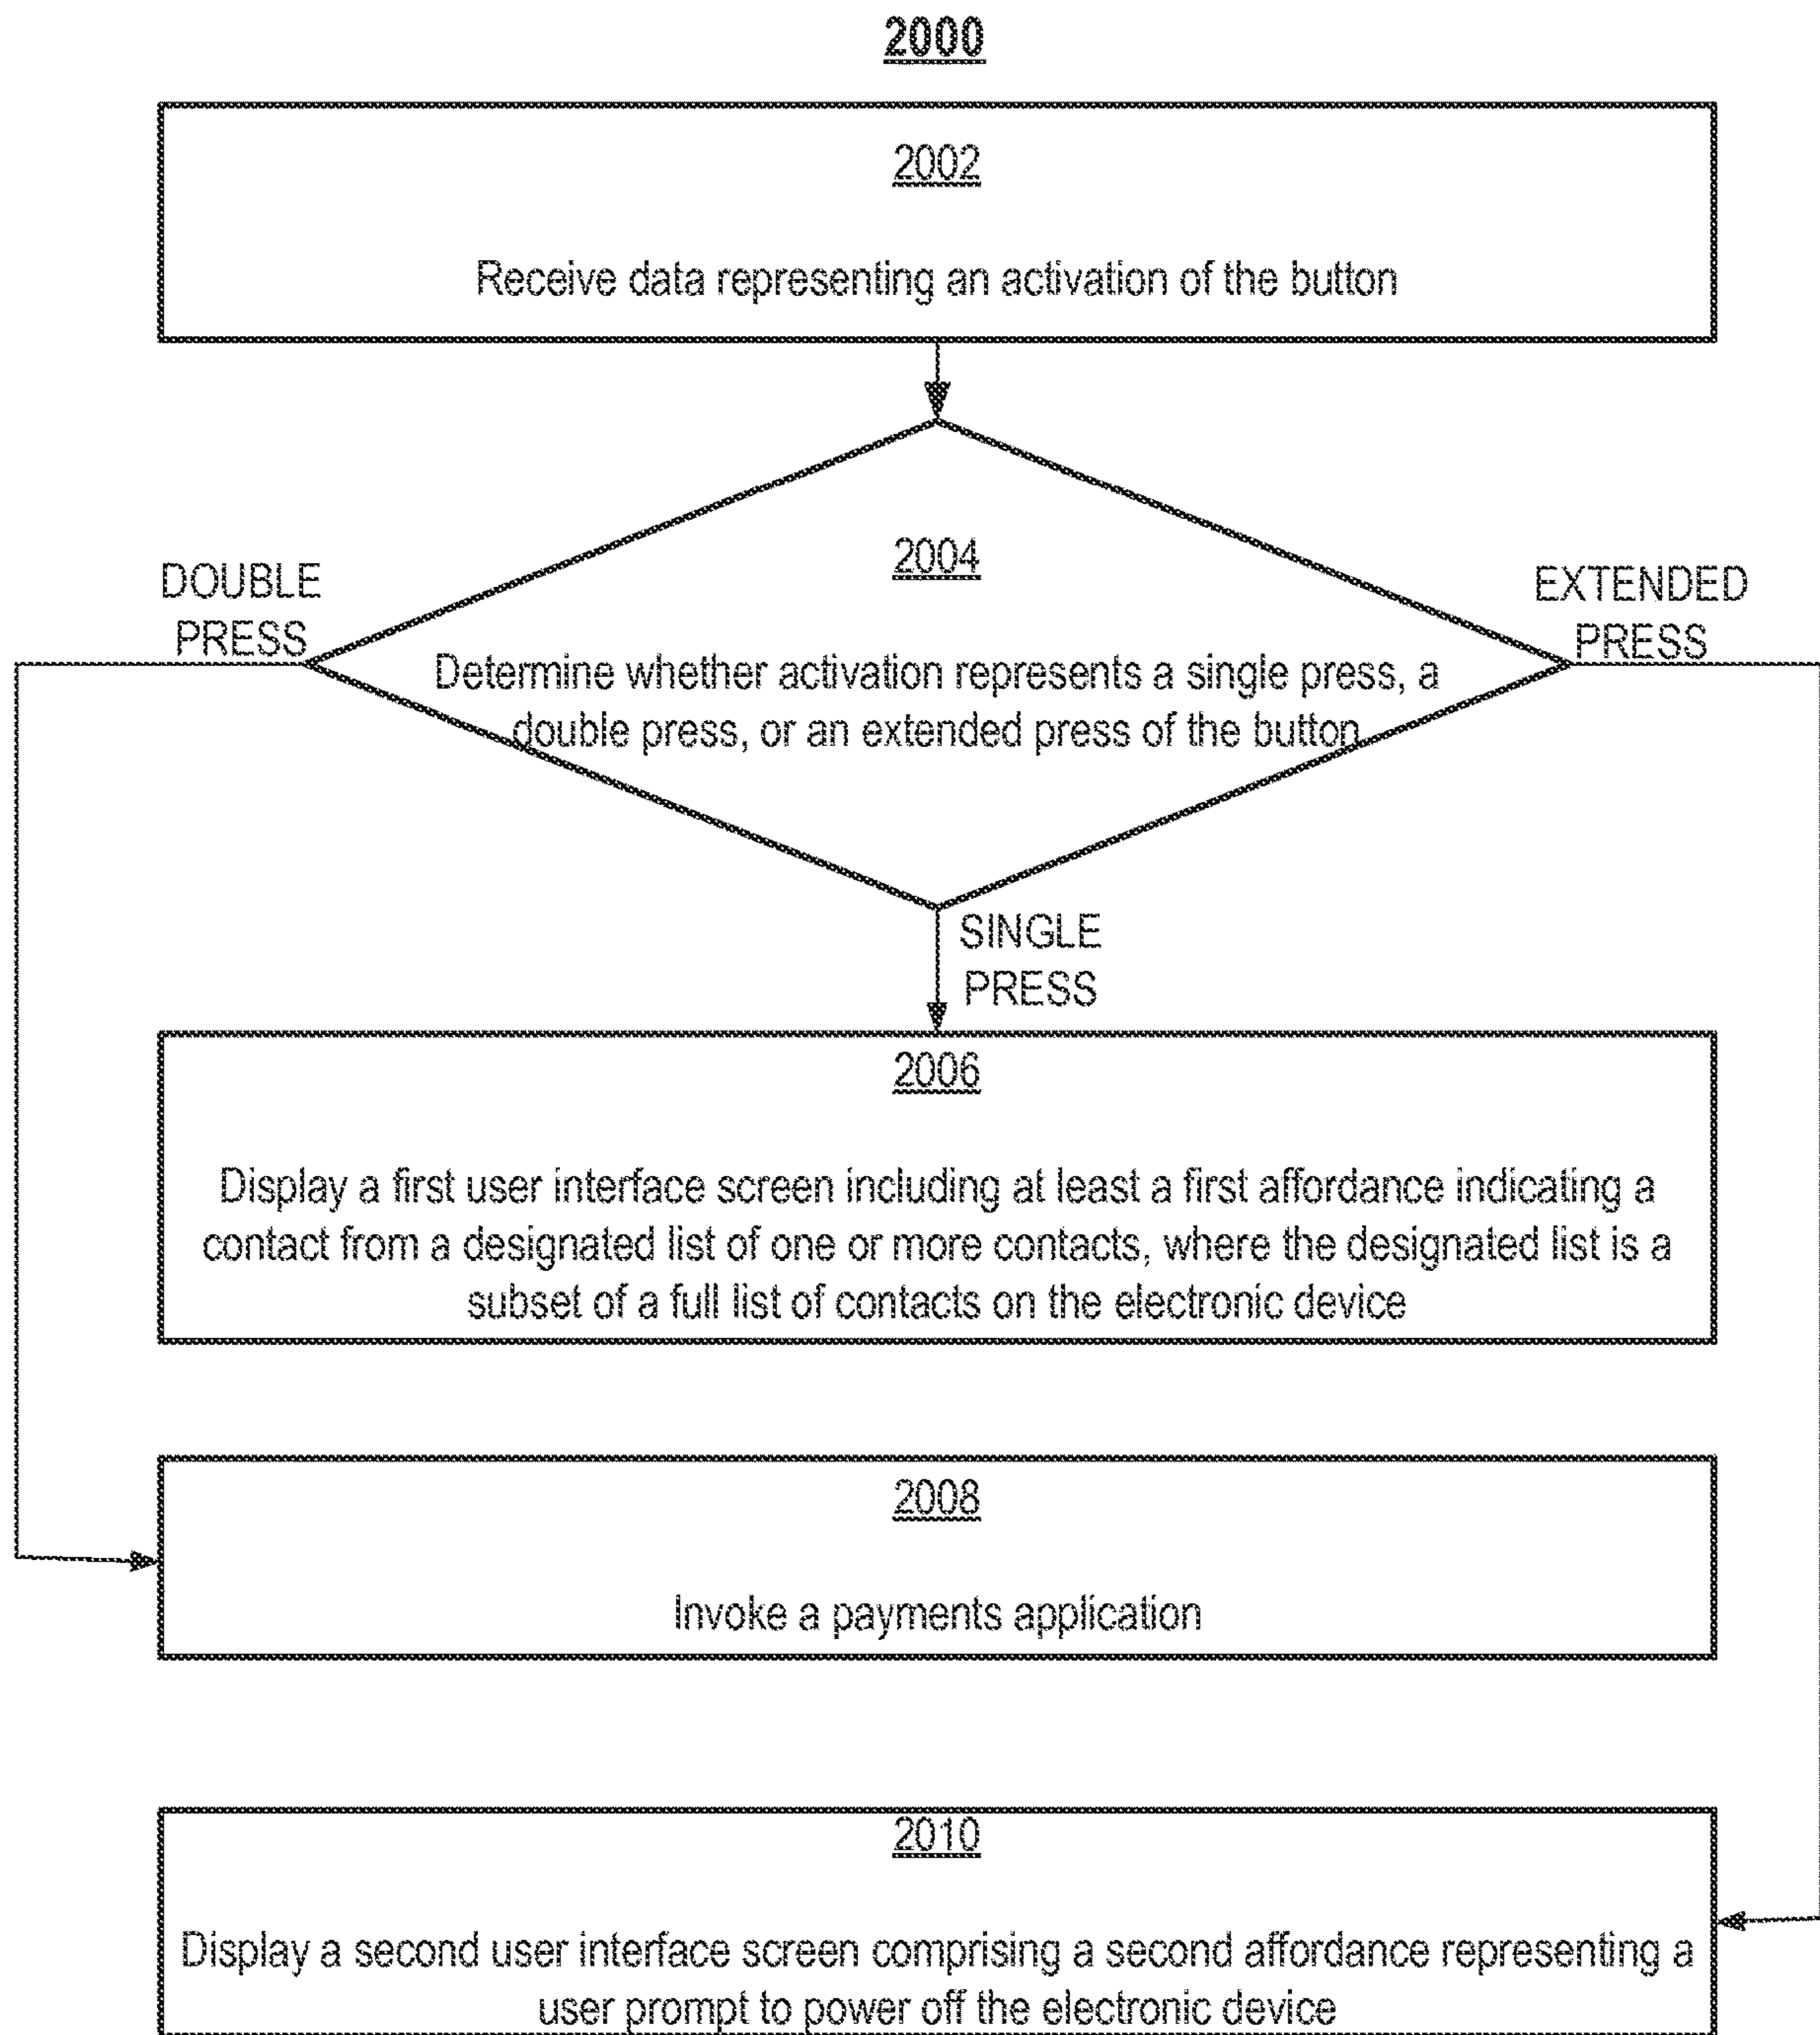 2000
2002
Receive data representing an activation of the button
2004
DOUBLE
PRESS
EXTENDED
PRESS
Determine whether activation represents a single press, a
double press, or an extended press of the button
SINGLE
PRESS
2006
Display a first user interface screen including at least a first affordance indicating a
contact from a designated list of one or more contacts, where the designated list is a
subset of a full list of contacts on the electronic device
2008
Invoke a payments application
2010
Display a second user interface screen comprising a second affordance representing a
user prompt to power off the electronic device